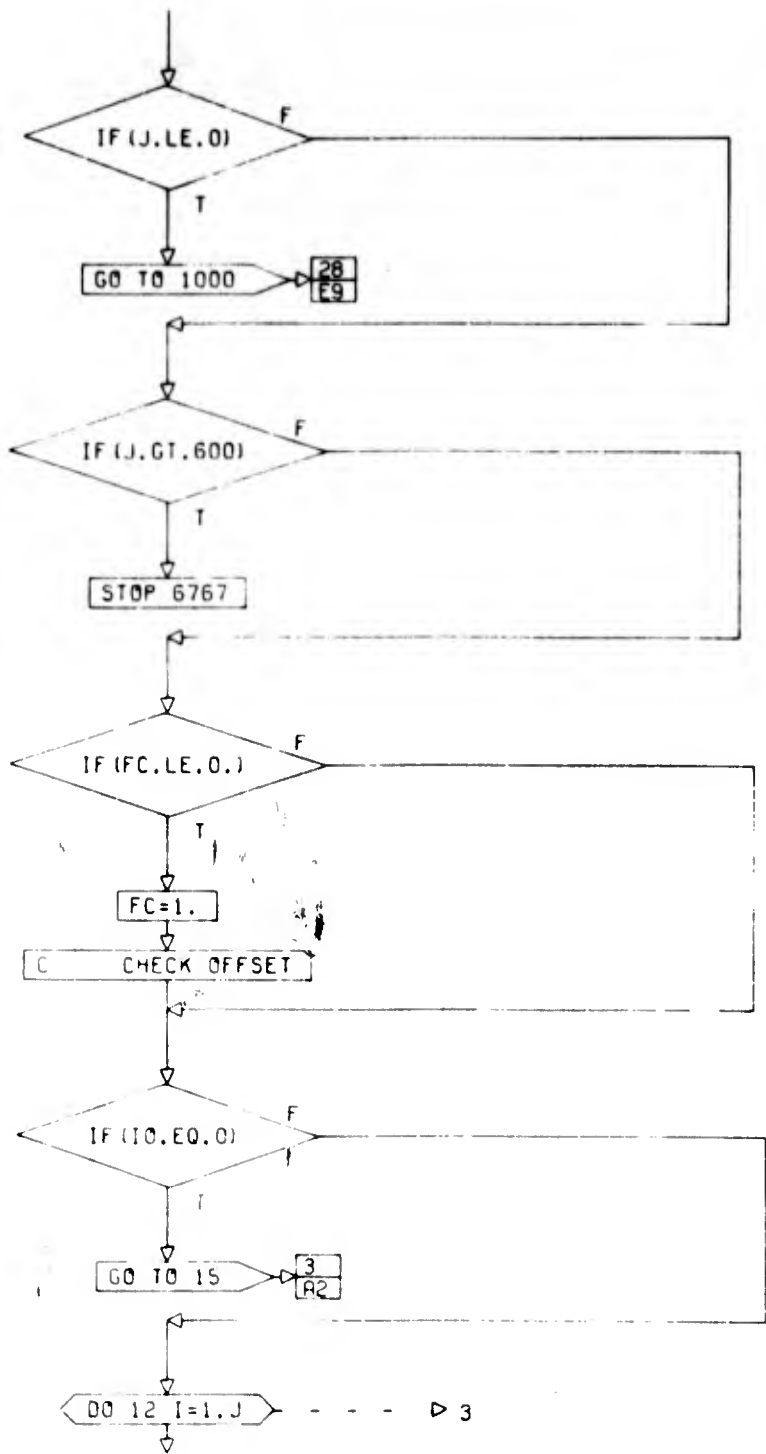 IF(J.LE.0)
F
T
GO TO 1000
28
E9
IF(J.GT.600)
F
T
STOP 6767
IF(FC.LE.0.)
F
T
FC=1.
C CHECK OFFSET
IF(IO.EQ.0)
F
T
GO TO 15
3
A2
DO 12 I=1,J
3